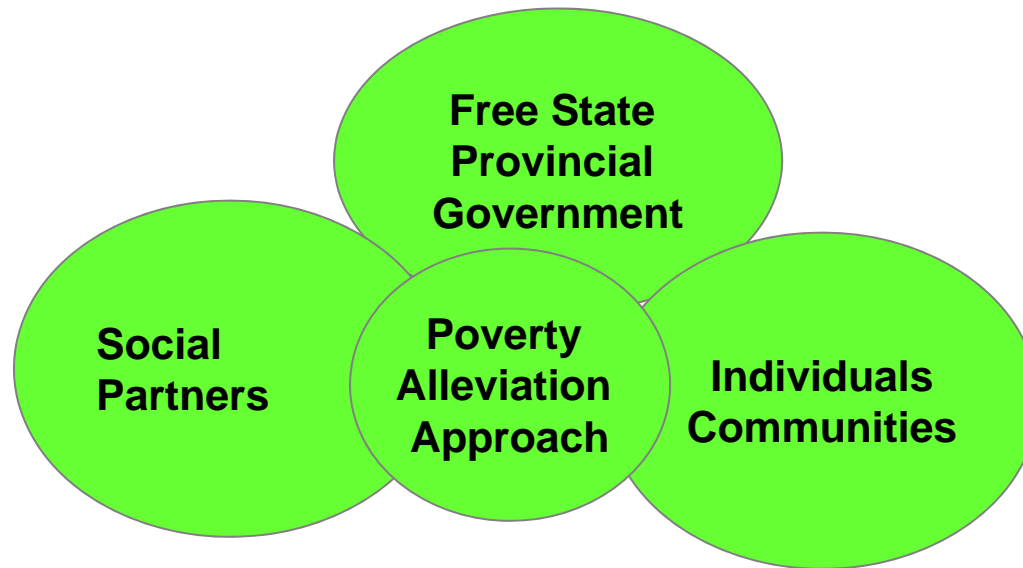 Free State
Provincial
Government
Social
Partners
Poverty
Alleviation
Approach
Individuals
Communities